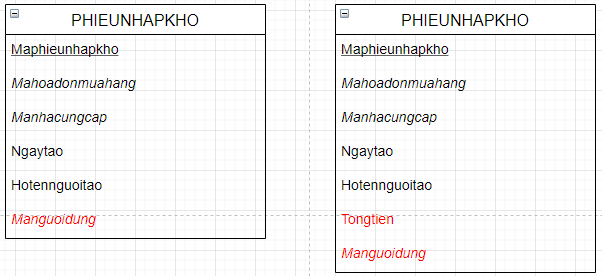 PHIEUNHAPKHO
Maphieunhapkho
Mahoadonmuahang
Manhacungcap
Ngaytao
Hotennguoitao
Manguoidung
PHIEUNHAPKHO
Maphieunhapkho
Mahoadonmuahang
Manhacungcap
Ngaytao
Hotennguoitao
Tongtien
Manguoidung